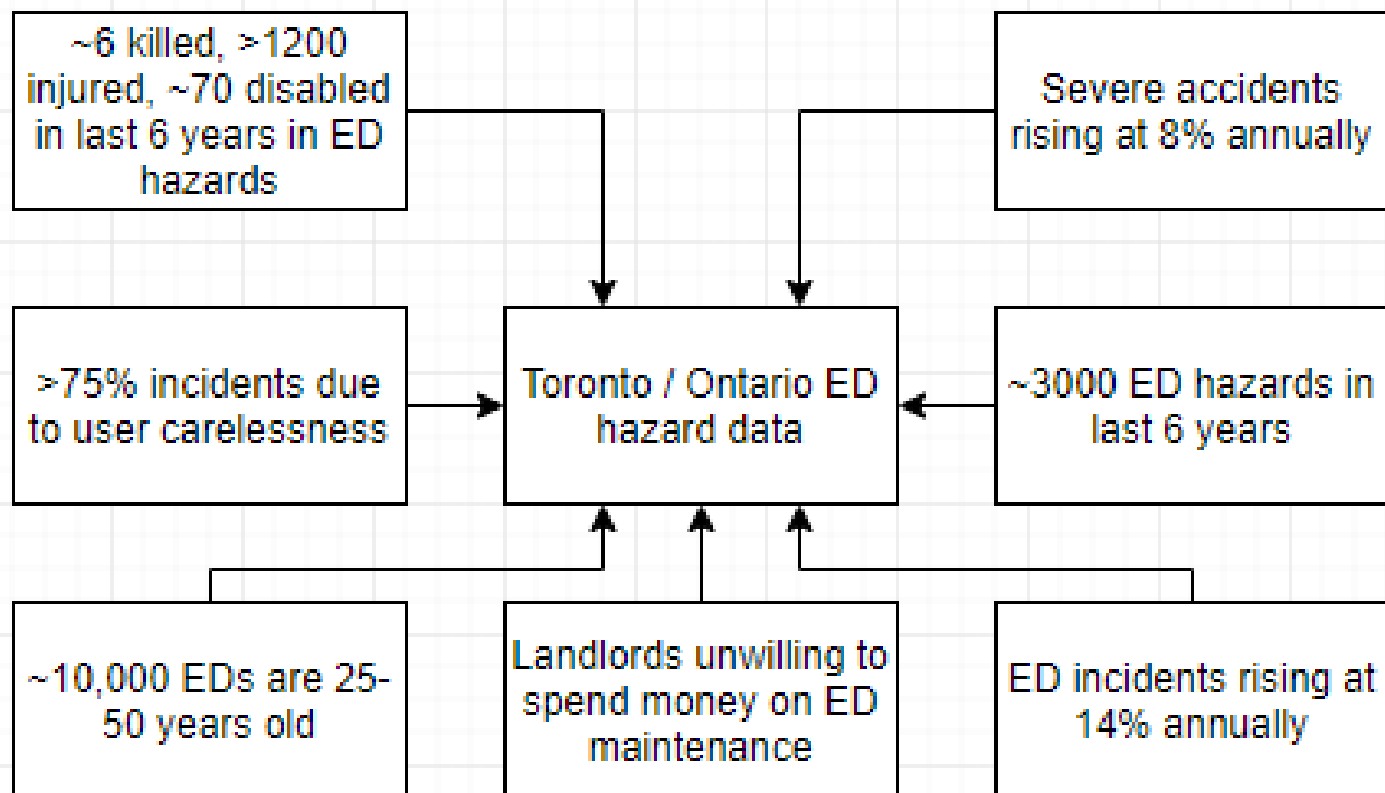 ~6 killed, >1200
injured, ~70 disabled
in last 6 years in ED
hazards
Severe accidents
rising at 8% annually
>75% incidents due
to user carelessness
Toronto / Ontario ED
hazard data
~3000 ED hazards in
last 6 years
~10,000 EDs are 25-
50 years old
Landlords unwilling to
spend money on ED
maintenance
ED incidents rising at
14% annually